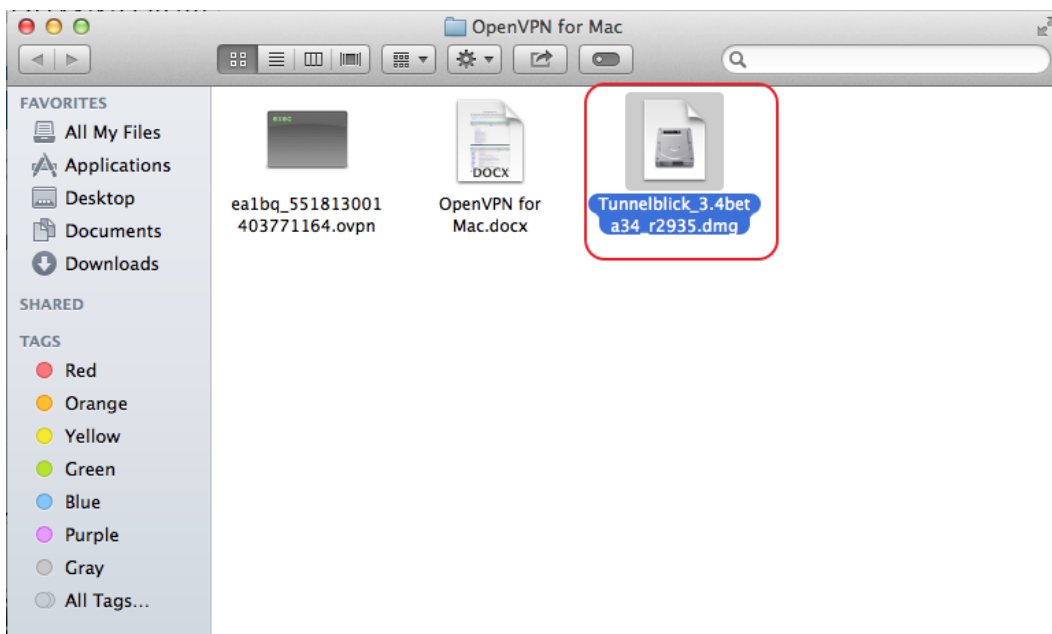 OpenVPN for Mac
FAVORITES
All My Files
Applications
Desktop
Documents
Downloads
SHARED
TAGS
Red
Orange
Yellow
Green
Blue
Purple
Gray
All Tags...
exec
ea1bq_551813001
403771164.ovpn
DOCX
OpenVPN for
Mac.docx
Tunnelblick_3.4bet
a34_r2935.dmg